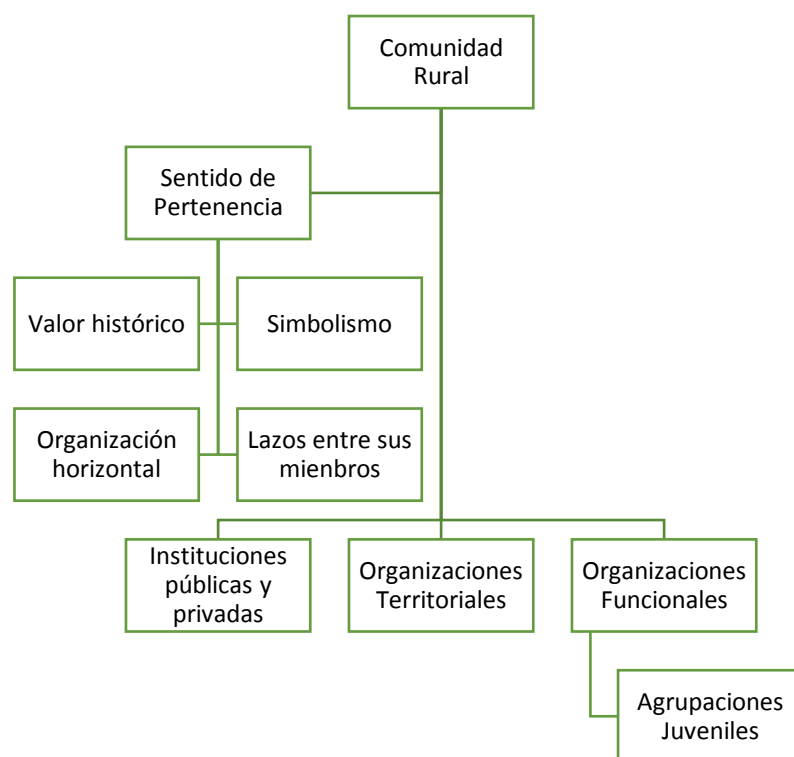 Comunidad
Rural
Sentido de
Pertenencia
Valor histórico
Simbolismo
Organización
horizontal
Lazos entre sus
mienbros
Instituciones
públicas y
privadas
Organizaciones
Territoriales
Organizaciones
Funcionales
Agrupaciones
Juveniles